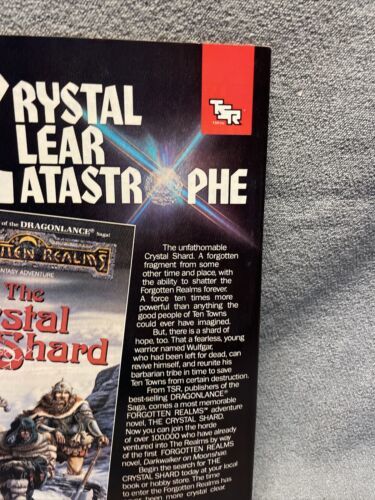 CRYSTAL
CLEAR
CATASTROPHE
TSR
of the DRAGONLANCE® Saga!
REALMS™
FANTASY ADVENTURE
The
Shard
The unfathomable
Crystal Shard. A forgotten
fragment from some
other time and place, with
the ability to shatter the
Forgotten Realms forever.
A force ten times more
powerful than anything the
good people of Ten Towns
could ever have imagined.
But, there is a shard of
hope, too. That a fearless, young
warrior named Wulfgar,
who had been left for dead, can
revive himself, and reunite his
barbarian tribe in time to save
Ten Towns from certain destruction.
From TSR, publishers of the
best-selling DRAGONLANCE®
Saga, comes a most memorable
FORGOTTEN REALMS™ adventure
novel, THE CRYSTAL SHARD.
Now you can join the horde
of over 100,000 who have already
ventured into The Realms by way
of the first FORGOTTEN REALMS
novel, Darkwalker on Moonshae.
Begin the search for THE
CRYSTAL SHARD today at your local
book or hobby store. The time
to enter the Forgotten Realms has
never been more crystal clear